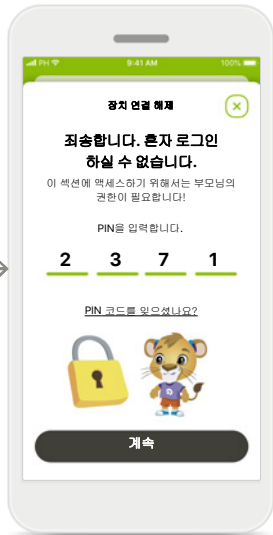 PH 9:41 AM 100%
장치 연결 해제
죄송합니다. 혼자 로그인
하실 수 없습니다.
이 섹션에 액세스하기 위해서는 부모님의
권한이 필요합니다!
PIN을 입력합니다.
2 3 7 1
PIN 코드를 잊으셨나요?
계속